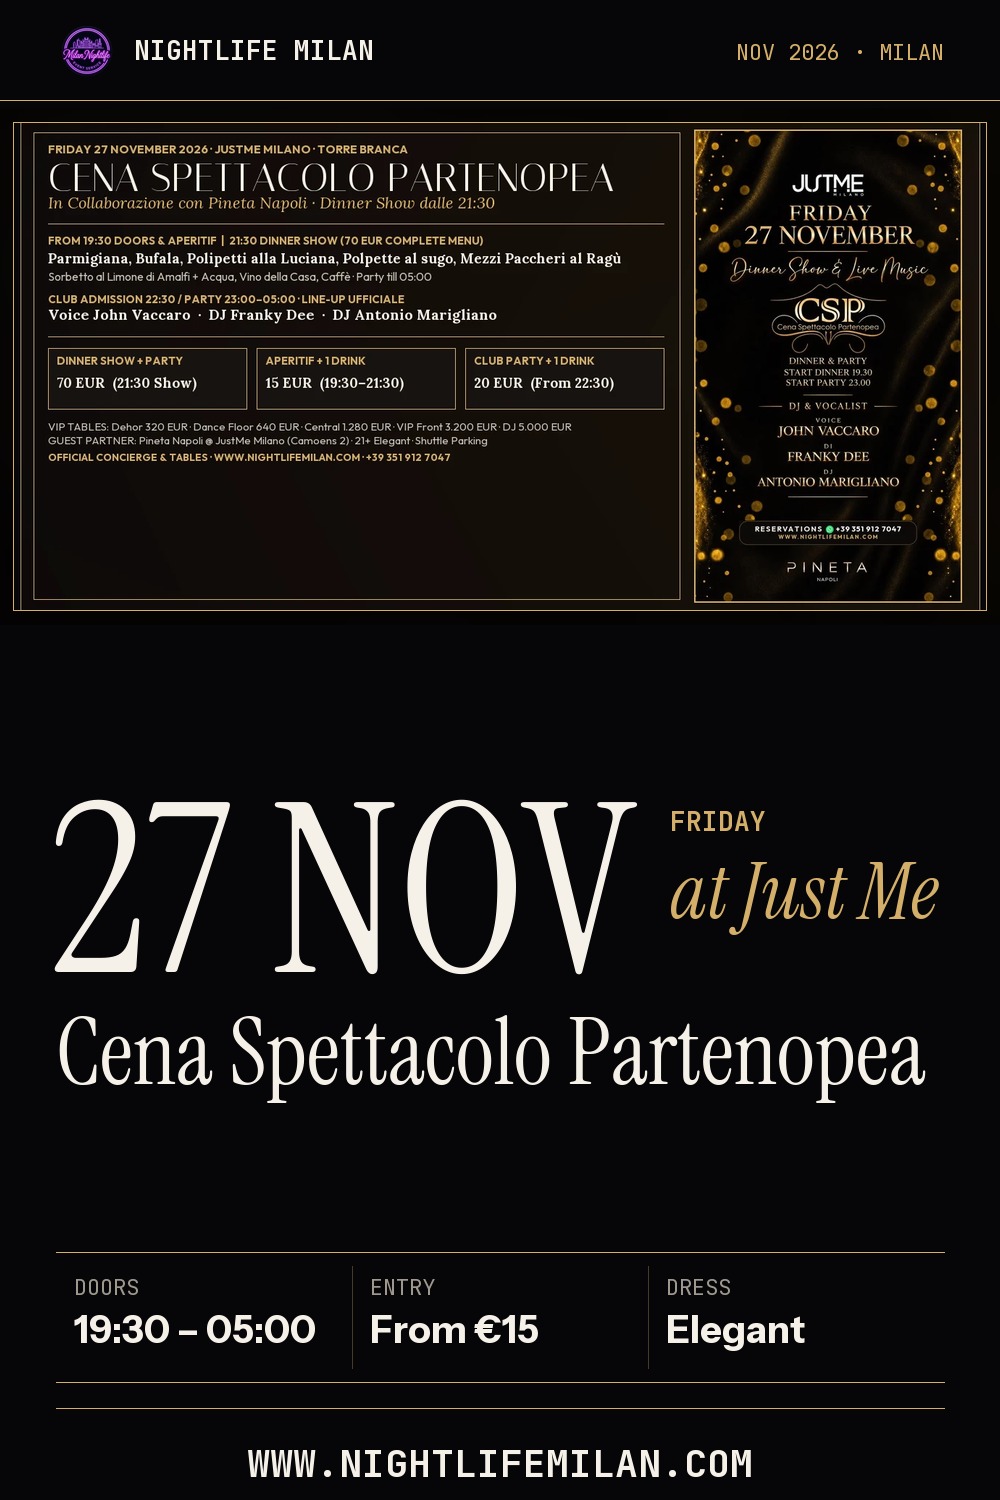 Milan Nightlife
NIGHTLIFE MILAN
NOV 2026 · MILAN
FRIDAY 27 NOVEMBER 2026 · JUSTME MILANO · TORRE BRANCA
CENA SPETTACOLO PARTENOPEA
In Collaborazione con Pineta Napoli · Dinner Show dalle 21:30
FROM 19:30 DOORS & APERITIF | 21:30 DINNER SHOW (70 EUR COMPLETE MENU)
Parmigiana, Bufala, Polipetti alla Luciana, Polpette al sugo, Mezzi Paccheri al Ragù
Sorbetto al Limone di Amalfi + Acqua, Vino della Casa, Caffè · Party till 05:00
CLUB ADMISSION 22:30 / PARTY 23:00–05:00 · LINE-UP UFFICIALE
Voice John Vaccaro · DJ Franky Dee · DJ Antonio Marigliano
DINNER SHOW + PARTY
70 EUR (21:30 Show)
APERITIF + 1 DRINK
15 EUR (19:30–21:30)
CLUB PARTY + 1 DRINK
20 EUR (From 22:30)
VIP TABLES: Dehor 320 EUR · Dance Floor 640 EUR · Central 1.280 EUR · VIP Front 3.200 EUR · DJ 5.000 EUR
GUEST PARTNER: Pineta Napoli @ JustMe Milano (Camoens 2) · 21+ Elegant · Shuttle Parking
OFFICIAL CONCIERGE & TABLES · WWW.NIGHTLIFEMILAN.COM · +39 351 912 7047
JUSTME
MILANO
FRIDAY
27 NOVEMBER
Dinner Show & Live Music
CSP
Cena Spettacolo Partenopea
DINNER & PARTY
START DINNER 19.30
START PARTY 23.00
DJ & VOCALIST
VOICE
JOHN VACCARO
DJ
FRANKY DEE
DJ
ANTONIO MARIGLIANO
RESERVATIONS +39 351 912 7047
WWW.NIGHTLIFEMILAN.COM
PINETA
NAPOLI
27 NOV
FRIDAY
at Just Me
Cena Spettacolo Partenopea
DOORS
19:30 – 05:00
ENTRY
From €15
DRESS
Elegant
WWW.NIGHTLIFEMILAN.COM